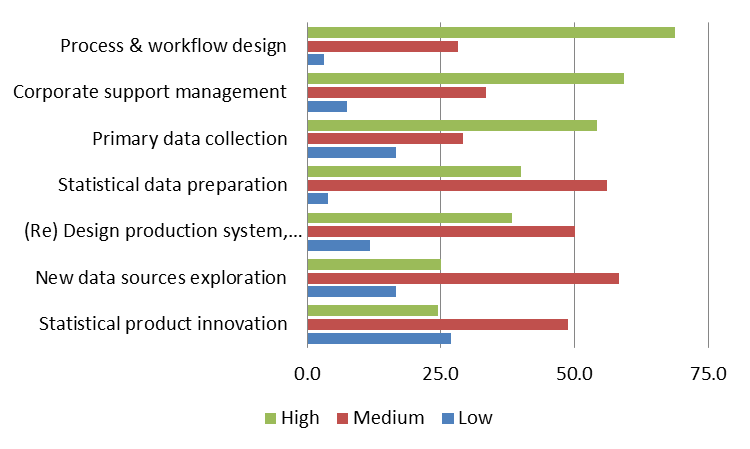 Process & workflow design
Corporate support management
Primary data collection
Statistical data preparation
(Re) Design production system,...
New data sources exploration
Statistical product innovation
0.0 25.0 50.0 75.0
High Medium Low